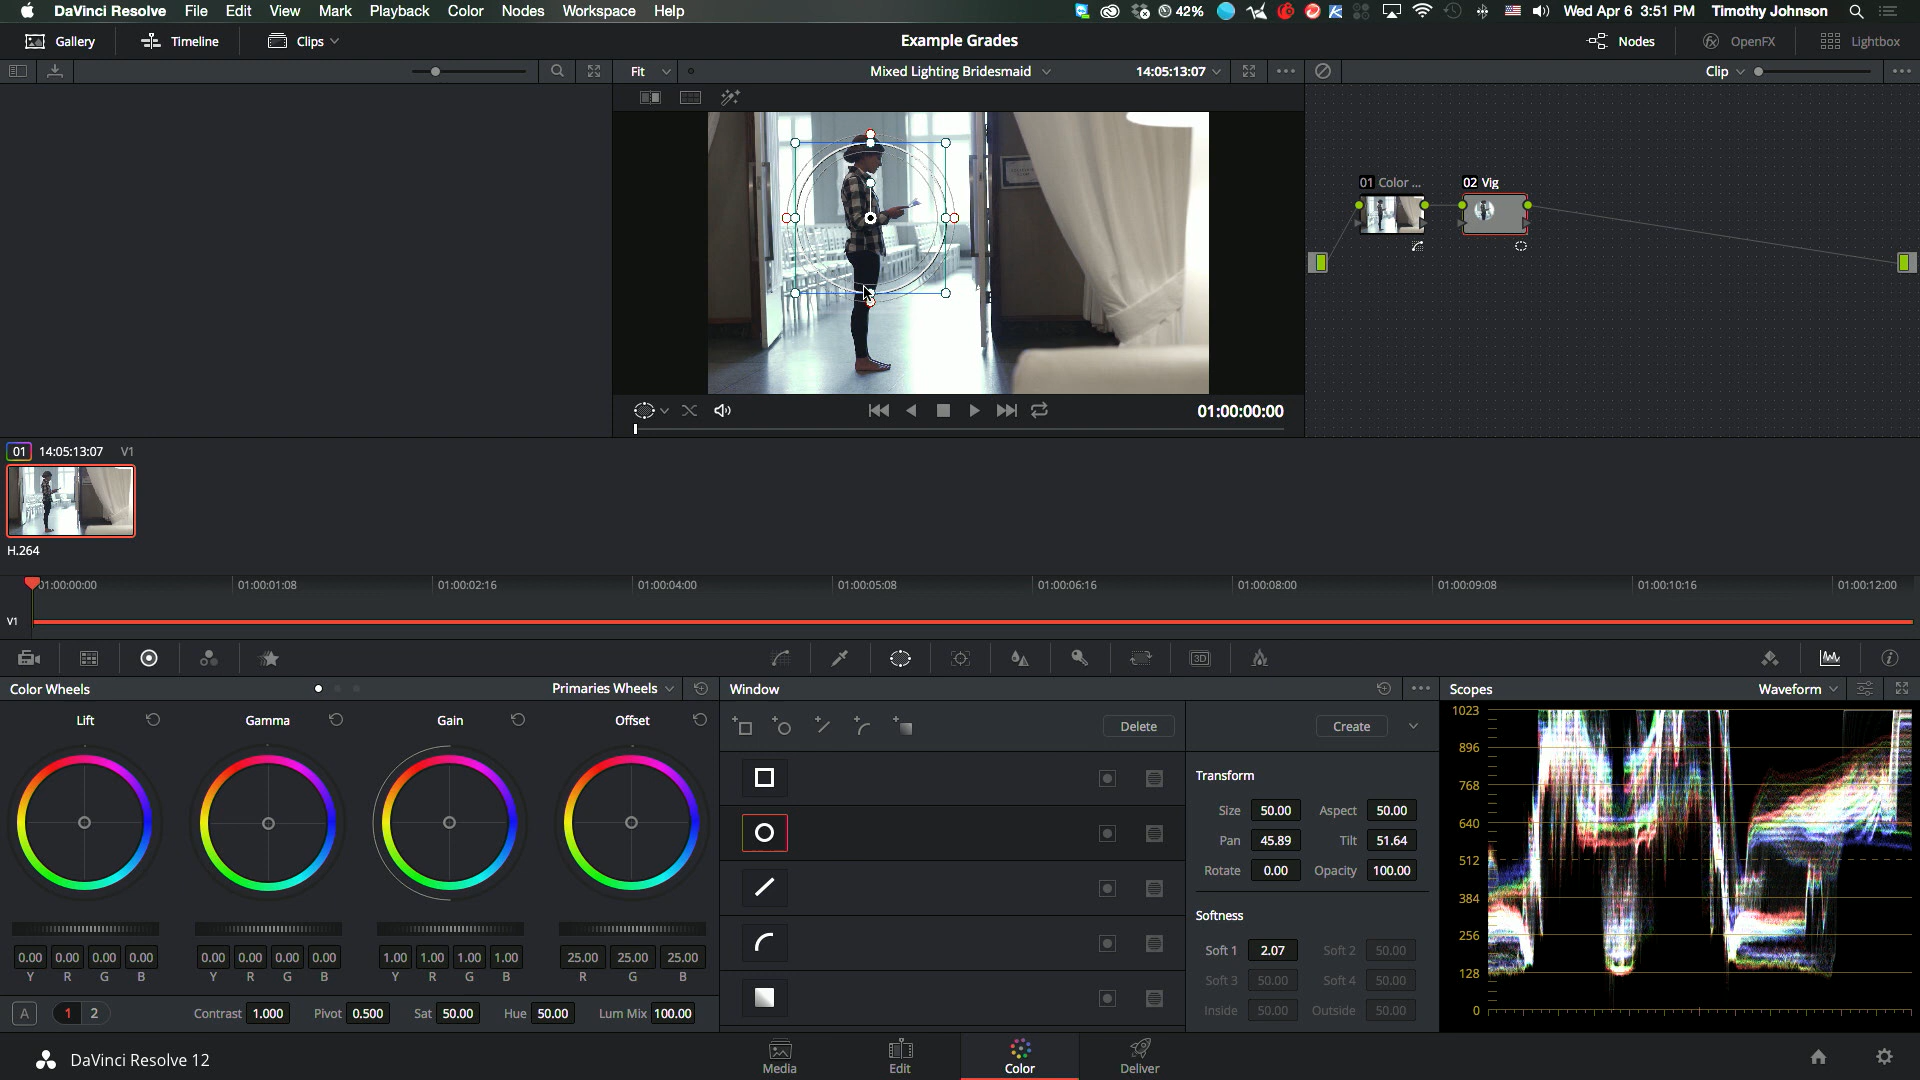 DaVinci Resolve File Edit View Mark Playback Color Nodes Workspace Help
42% Wed Apr 6 3:51 PM Timothy Johnson
Gallery Timeline Clips
Example Grades
Nodes OpenFX Lightbox
Fit Mixed Lighting Bridesmaid 14:05:13:07
Clip
01 Color ...
02 Vig
01:00:00:00
01 14:05:13:07 V1
H.264
01:00:00:00 01:00:01:08 01:00:02:16 01:00:04:00 01:00:05:08 01:00:06:16 01:00:08:00 01:00:09:08 01:00:10:16 01:00:12:00
V1
3D
Color Wheels Primaries Wheels
Lift Gamma Gain Offset
0.00 0.00 0.00 0.00 0.00 0.00 0.00 0.00 1.00 1.00 1.00 1.00 25.00 25.00 25.00
Y R G B Y R G B Y R G B R G B
A 1 2 Contrast 1.000 Pivot 0.500 Sat 50.00 Hue 50.00 Lum Mix 100.00
Window
Delete
Create
Transform
Size 50.00 Aspect 50.00
Pan 45.89 Tilt 51.64
Rotate 0.00 Opacity 100.00
Softness
Soft 1 2.07 Soft 2 50.00
Soft 3 50.00 Soft 4 50.00
Inside 50.00 Outside 50.00
Scopes Waveform
1023
896
768
640
512
384
256
128
0
DaVinci Resolve 12
Media Edit Color Deliver